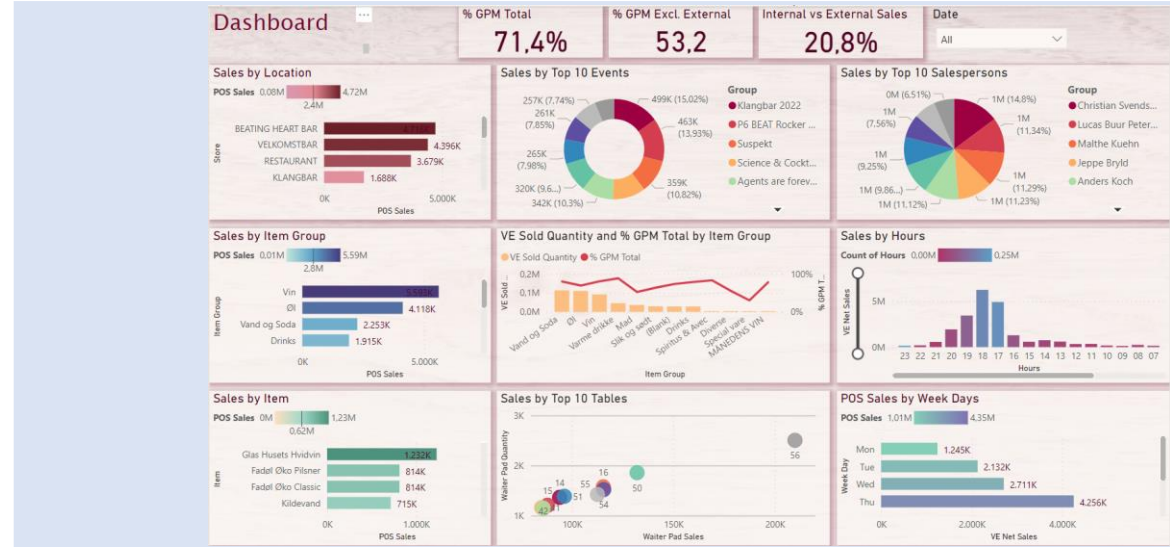 Dashboard
...
% GPM Total
71,4%
% GPM Excl. External
53,2
Internal vs External Sales
20,8%
Date
All
Sales by Location
POS Sales 0.08M 4.72M
2.4M
Store
BEATING HEART BAR
VELKOMSTBAR 4.396K
RESTAURANT 3.679K
KLANGBAR 1.688K
0K 5.000K
POS Sales
Sales by Top 10 Events
257K (7,74%)
499K (15,02%)
261K
(7,85%)
463K
(13,93%)
265K
(7,98%)
359K
(10,82%)
320K (9,6...)
342K (10,3%)
Group
Klangbar 2022
P6 BEAT Rocker ...
Suspekt
Science & Cockt...
Agents are forev...
Sales by Top 10 Salespersons
0M (6,51%)
1M (14,8%)
1M
(7,56%)
1M
(11,34%)
1M
(9,25%)
1M
(11,29%)
1M (9,86...)
1M (11,12%)
1M (11,23%)
Group
Christian Svends...
Lucas Buur Peter...
Malthe Kuehn
Jeppe Bryld
Anders Koch
Sales by Item Group
POS Sales 0,01M 5,59M
2.8M
Item Group
Vin
Øl 4.118K
Vand og Soda 2.253K
Drinks 1.915K
0K 5.000K
POS Sales
VE Sold Quantity and % GPM Total by Item Group
VE Sold Quantity % GPM Total
VE Sold ...
0.2M
0.1M
0.0M
100%
0%
% GPM T...
Vand og Soda
Øl
Vin
Varme drikke
Mad
Slik og sødt
(Blank)
Drinks
Spiritus & Avec
Diverse
Special vare
MÅNEDENS VIN
Item Group
Sales by Hours
Count of Hours 0.00M 0,25M
VE Net Sales
5M
0M
23 22 21 20 19 18 17 16 15 14 13 12 11 10 09 08 07
Hours
Sales by Item
POS Sales 0M 1,23M
0.62M
Item
Glas Husets Hvidvin 1.232K
Fadøl Øko Pilsner 814K
Fadøl Øko Classic 814K
Kildevand 715K
0K 1.000K
POS Sales
Sales by Top 10 Tables
Waiter Pad Quantity
3K
2K
1K
56
50
16
55
54
14
51
15
42
100K 150K 200K
Waiter Pad Sales
POS Sales by Week Days
POS Sales 1,01M 4,35M
Week Day
Mon 1.245K
Tue 2.132K
Wed 2.711K
Thu 4.256K
0K 2.000K 4.000K
VE Net Sales